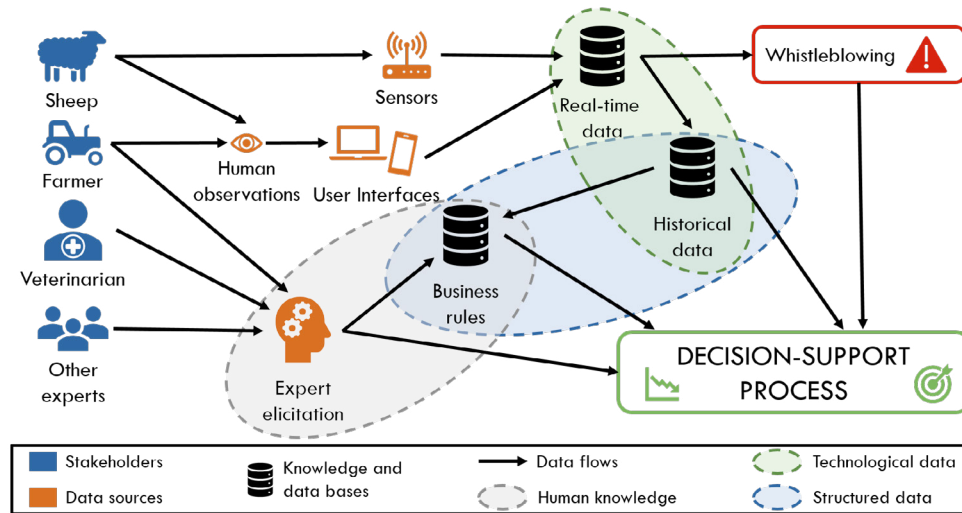 Sheep
Sensors
Real-time
data
Whistleblowing
Farmer
Human
observations
User Interfaces
Historical
data
Veterinarian
Business
rules
Other
experts
Expert
elicitation
DECISION-SUPPORT
PROCESS
Stakeholders
Data sources
Knowledge and
data bases
Data flows
Human knowledge
Technological data
Structured data